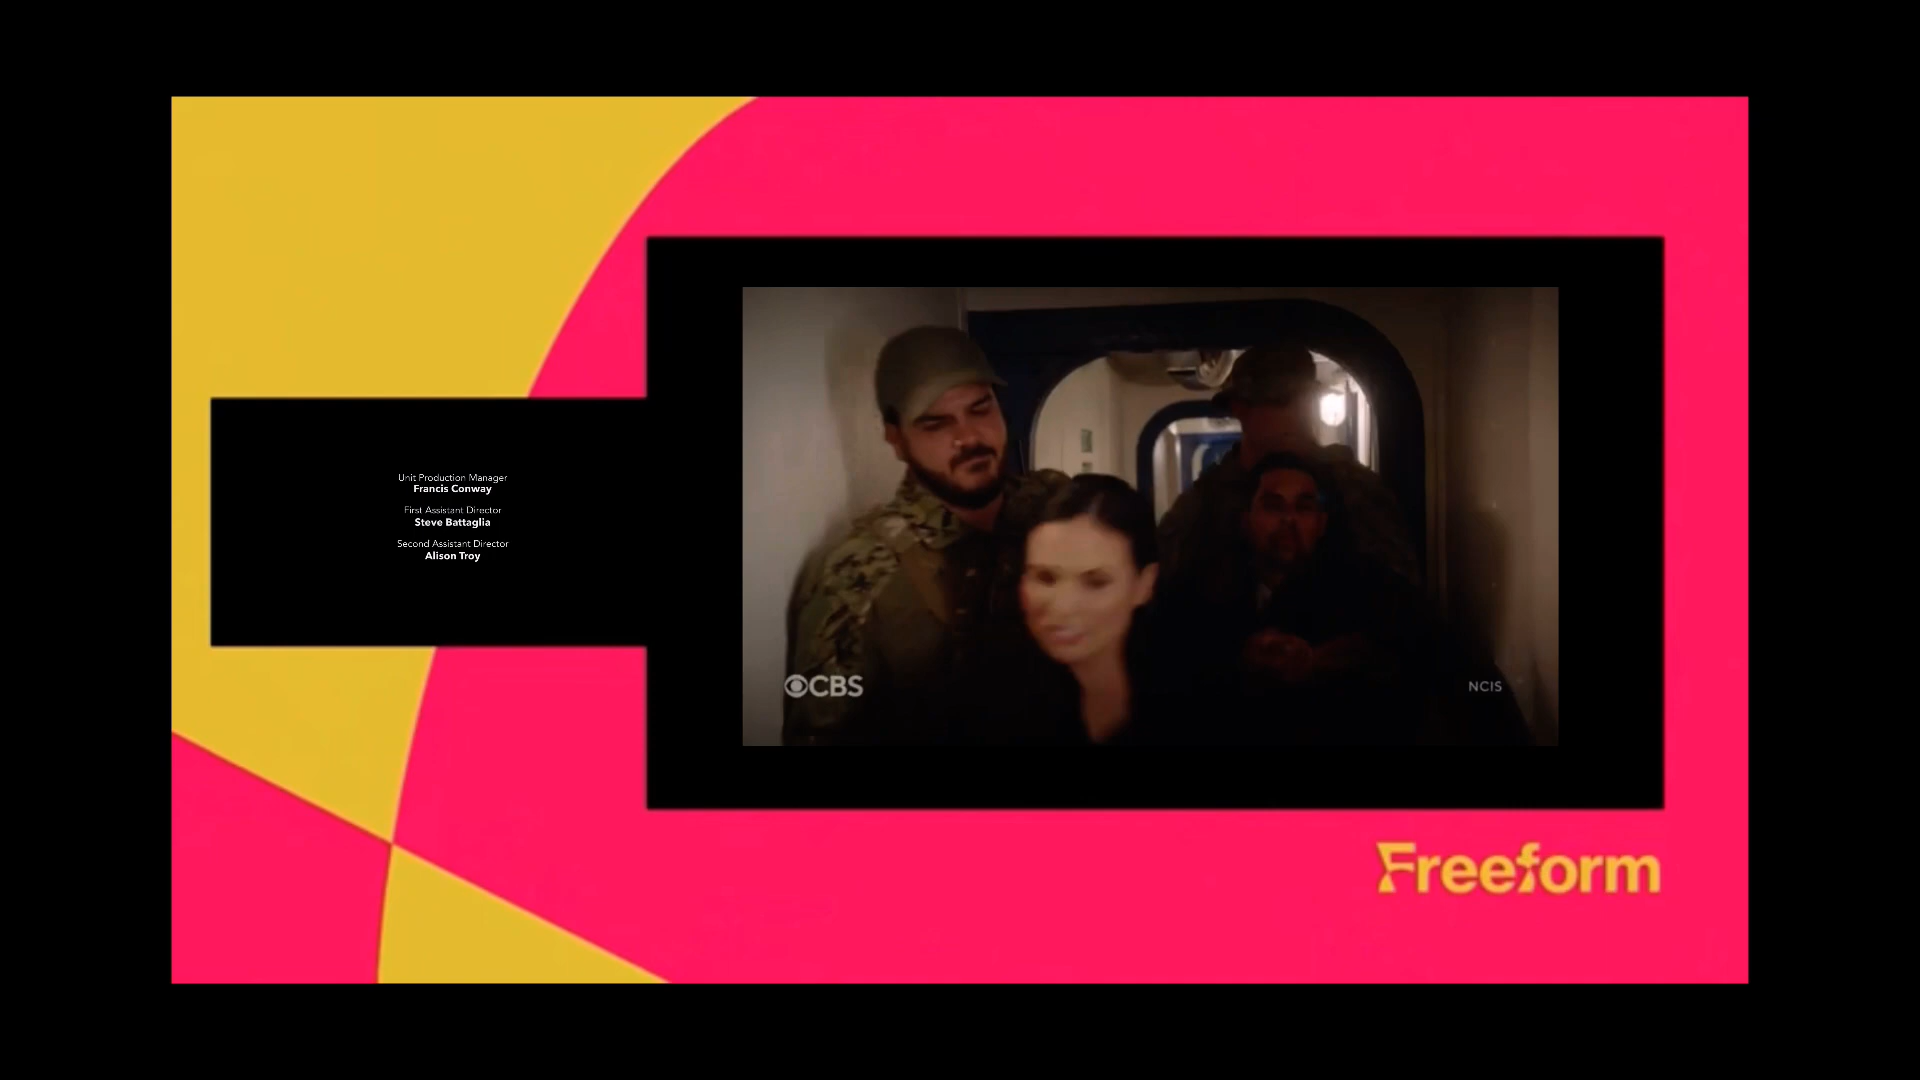 Unit Production Manager
Francis Conway
First Assistant Director
Steve Battaglia
Second Assistant Director
Alison Troy
CBS
NCIS
Freeform